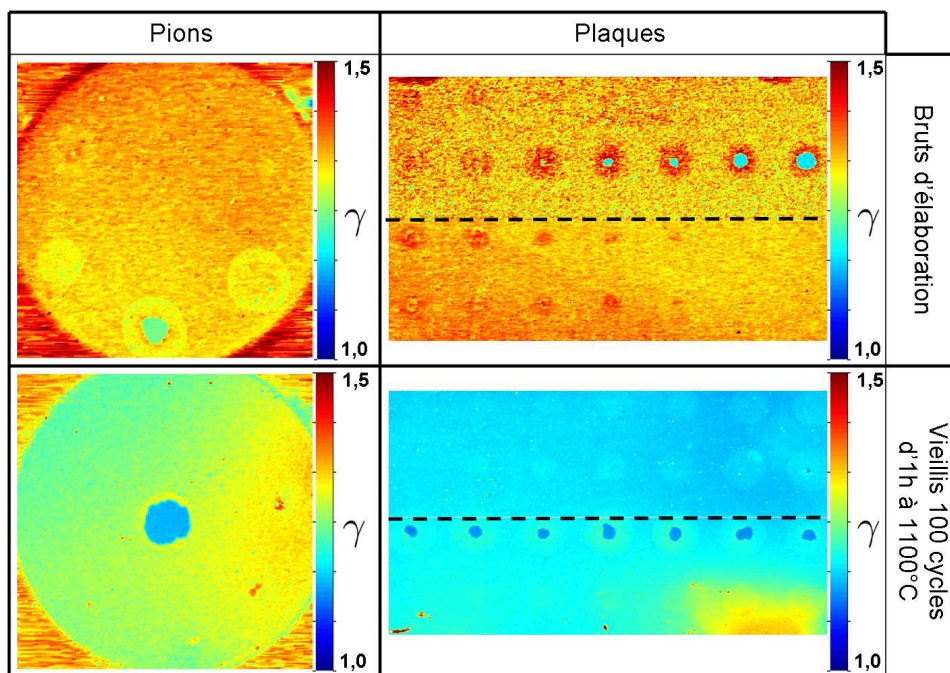 Pions
Plaques
1,5
γ
1,0
1,5
γ
1,0
Bruts d'élaboration
1,5
γ
1,0
1,5
γ
1,0
Vieillis 100 cycles
d'1h à 1100°C